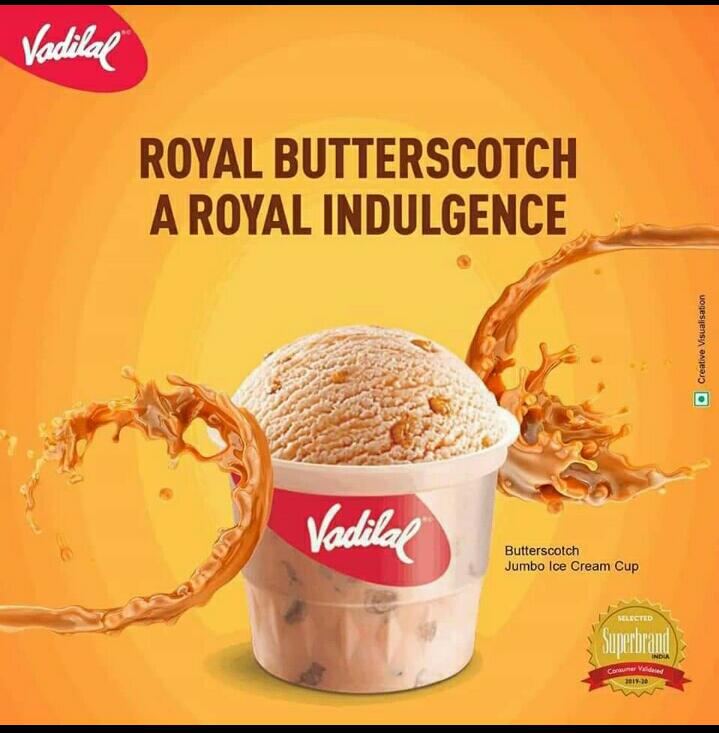 Vadilal
ROYAL BUTTERSCOTCH
A ROYAL INDULGENCE
Creative Visualisation
Vadilal
Butterscotch
Jumbo Ice Cream Cup
SELECTED
Superbrand
INDIA
Consumer Validated
2019-20